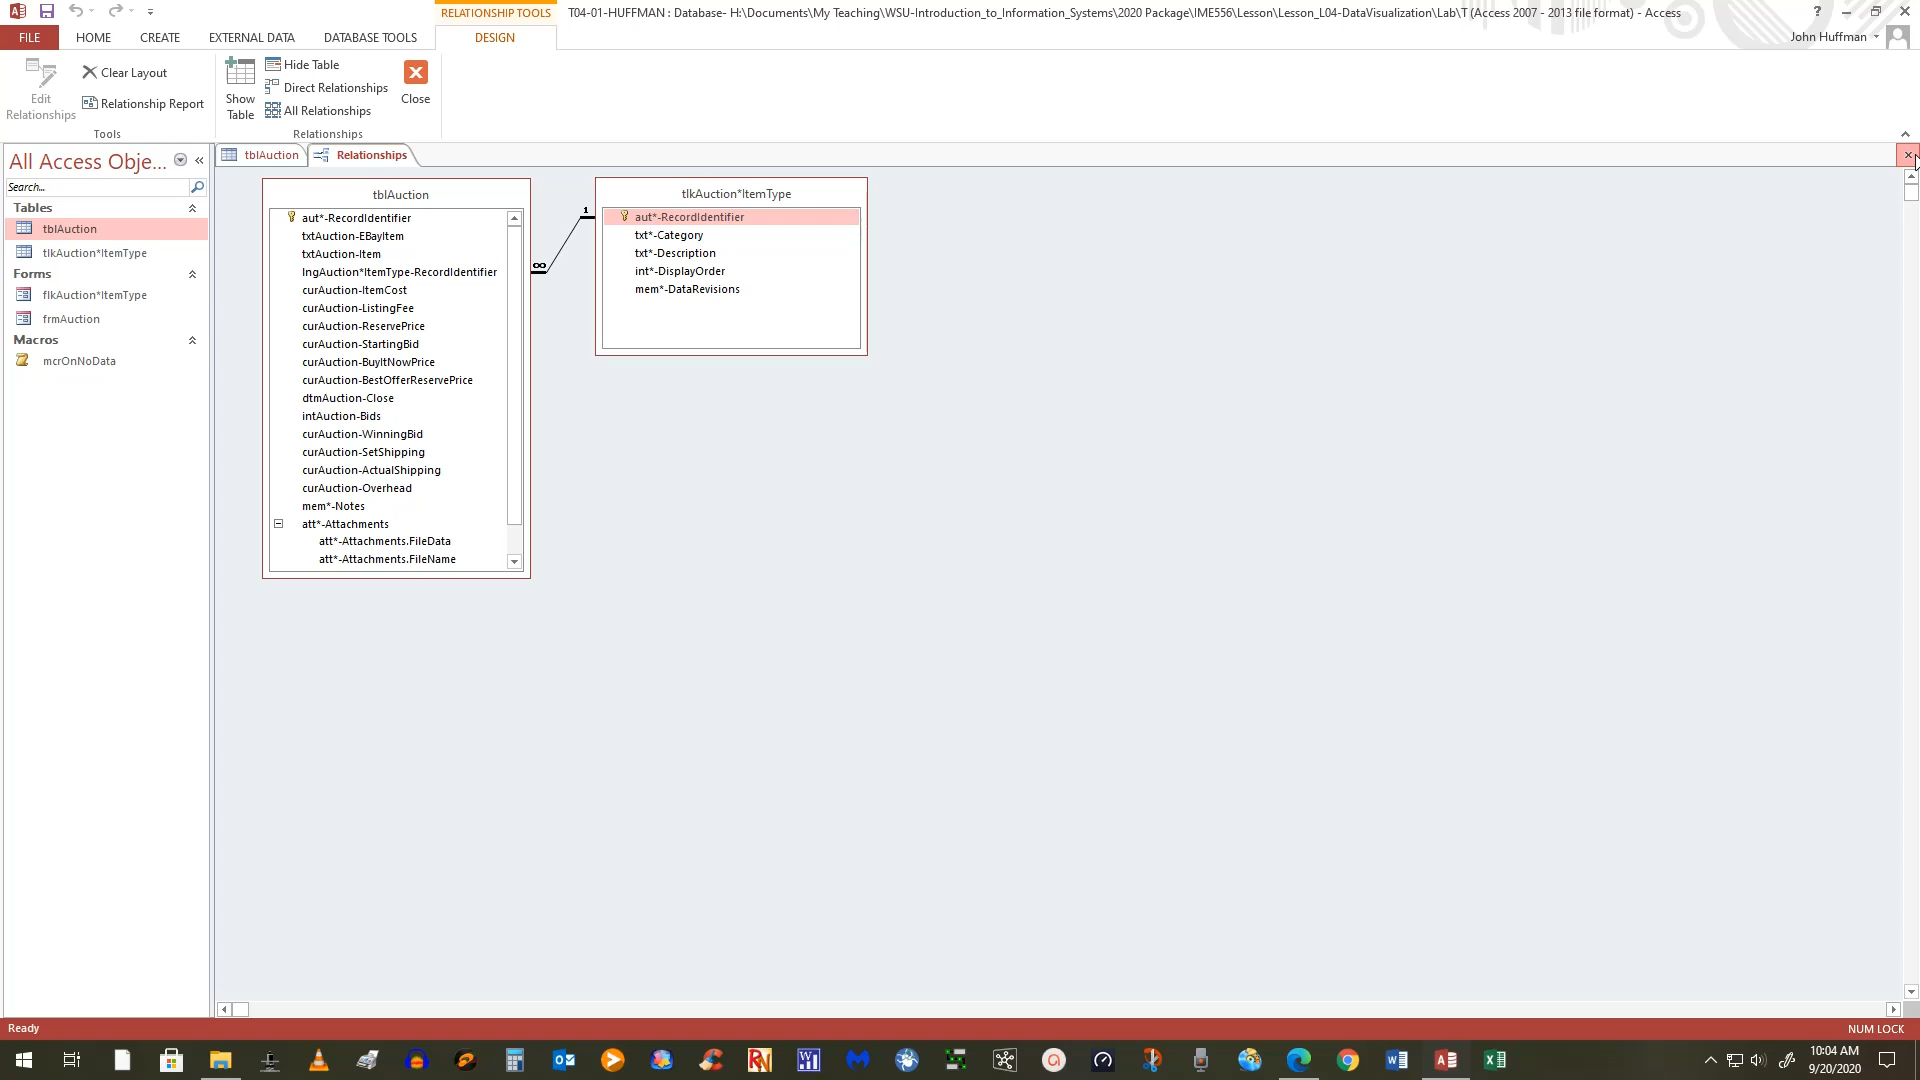 RELATIONSHIP TOOLS
T04-01-HUFFMAN : Database- H:\Documents\My Teaching\WSU-Introduction_to_Information_Systems\2020 Package\IME556\Lesson\Lesson_L04-DataVisualization\Lab\T (Access 2007 - 2013 file format) - Access
?
FILE
HOME
CREATE
EXTERNAL DATA
DATABASE TOOLS
DESIGN
John Huffman
Edit Relationships
Clear Layout
Relationship Report
Tools
Show Table
Hide Table
Direct Relationships
All Relationships
Relationships
Close
All Access Obje...
Search...
Tables
tblAuction
tlkAuction*ItemType
Forms
flkAuction*ItemType
frmAuction
Macros
mcrOnNoData
tblAuction
Relationships
tblAuction
aut*-RecordIdentifier
txtAuction-EBayItem
txtAuction-Item
lngAuction*ItemType-RecordIdentifier
curAuction-ItemCost
curAuction-ListingFee
curAuction-ReservePrice
curAuction-StartingBid
curAuction-BuyItNowPrice
curAuction-BestOfferReservePrice
dtmAuction-Close
intAuction-Bids
curAuction-WinningBid
curAuction-SetShipping
curAuction-ActualShipping
curAuction-Overhead
mem*-Notes
att*-Attachments
att*-Attachments.FileData
att*-Attachments.FileName
1
∞
tlkAuction*ItemType
aut*-RecordIdentifier
txt*-Category
txt*-Description
int*-DisplayOrder
mem*-DataRevisions
Ready
NUM LOCK
10:04 AM
9/20/2020